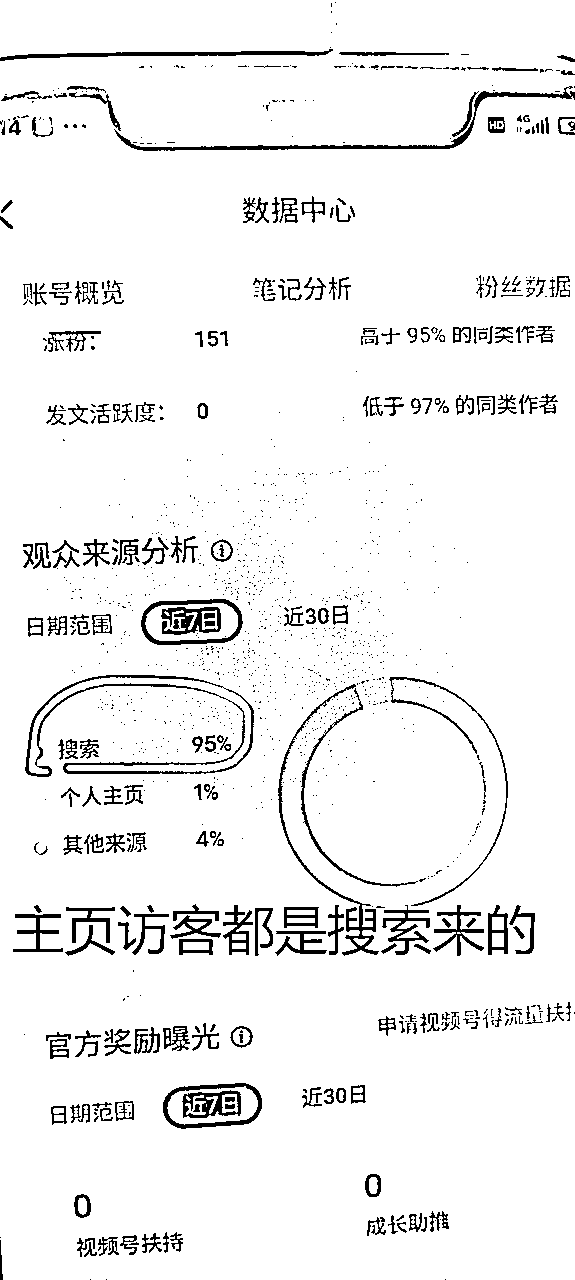 14 ...
HD 4G
数据中心
账号概览 笔记分析 粉丝数据
涨粉： 151 高于 95% 的同类作者
发文活跃度： 0 低于 97% 的同类作者
观众来源分析
日期范围 近7日 近30日
搜索 95%
个人主页 1%
其他来源 4%
主页访客都是搜索来的
官方奖励曝光 申请视频号得流量扶持
日期范围 近7日 近30日
0 0
视频号扶持 成长助推